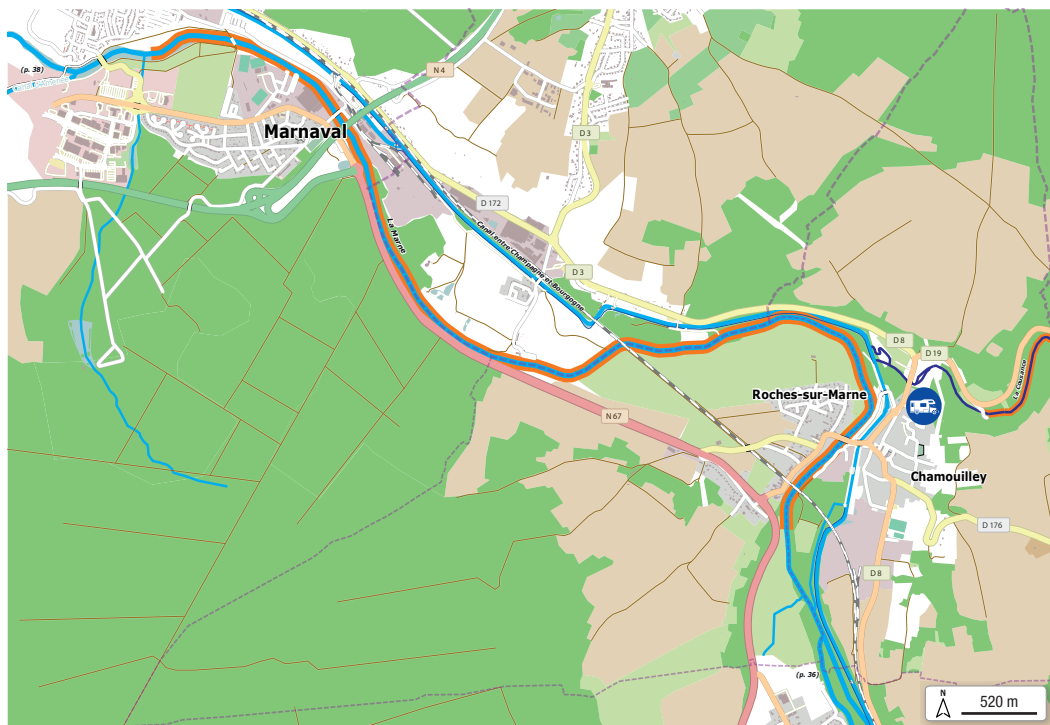 (p. 38)
N 4
Marnaval
D 3
D 172
La Marne
Canal entre Champagne et Bourgogne
D 3
D 8
D 19
La Cousance
Roches-sur-Marne
N 67
Chamouilley
D 176
D 8
(p. 36)
N
520 m